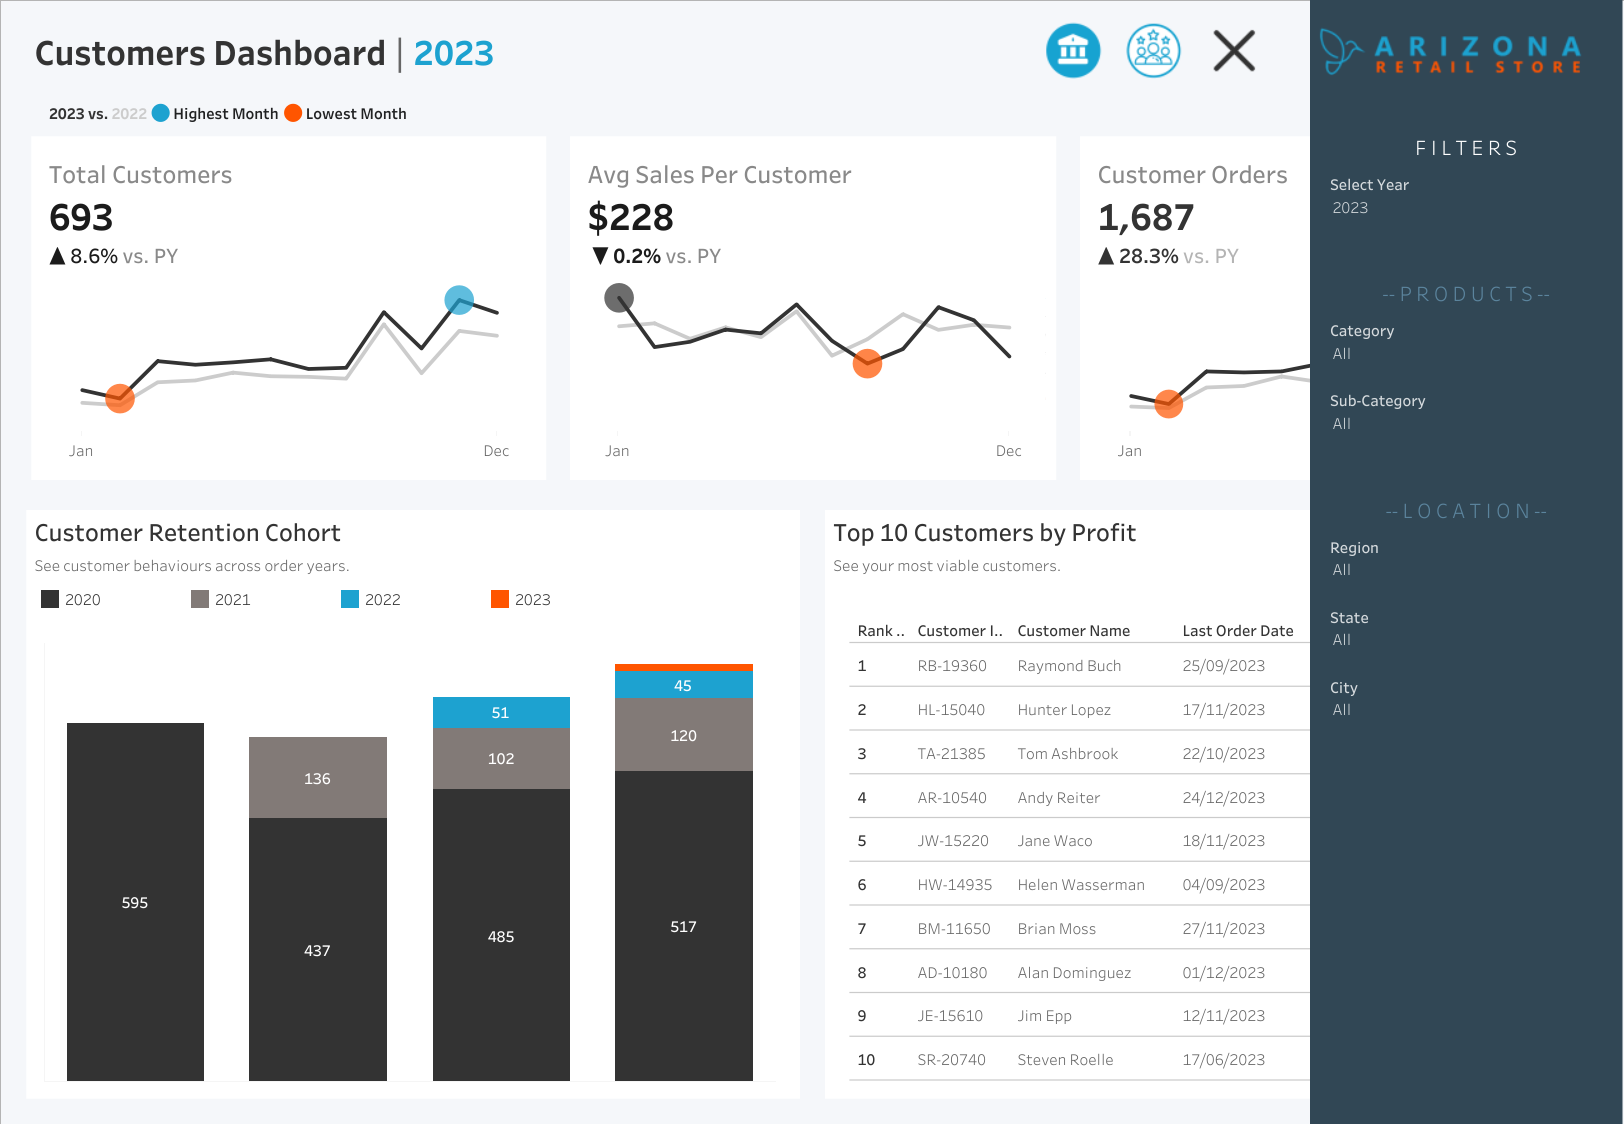 Customers Dashboard | 2023
2023 vs. 2022 Highest Month Lowest Month
Total Customers
693
▲ 8.6% vs. PY
Jan Dec
Avg Sales Per Customer
$228
▼ 0.2% vs. PY
Jan Dec
Customer Orders
1,687
▲ 28.3% vs. PY
Jan
Customer Retention Cohort
See customer behaviours across order years.
2020 2021 2022 2023
595
136
437
51
102
485
45
120
517
Top 10 Customers by Profit
See your most viable customers.
Rank .. Customer I.. Customer Name Last Order Date
1 RB-19360 Raymond Buch 25/09/2023
2 HL-15040 Hunter Lopez 17/11/2023
3 TA-21385 Tom Ashbrook 22/10/2023
4 AR-10540 Andy Reiter 24/12/2023
5 JW-15220 Jane Waco 18/11/2023
6 HW-14935 Helen Wasserman 04/09/2023
7 BM-11650 Brian Moss 27/11/2023
8 AD-10180 Alan Dominguez 01/12/2023
9 JE-15610 Jim Epp 12/11/2023
10 SR-20740 Steven Roelle 17/06/2023
ARIZONA
RETAIL STORE
FILTERS
Select Year
2023
--PRODUCTS--
Category
All
Sub-Category
All
--LOCATION--
Region
All
State
All
City
All